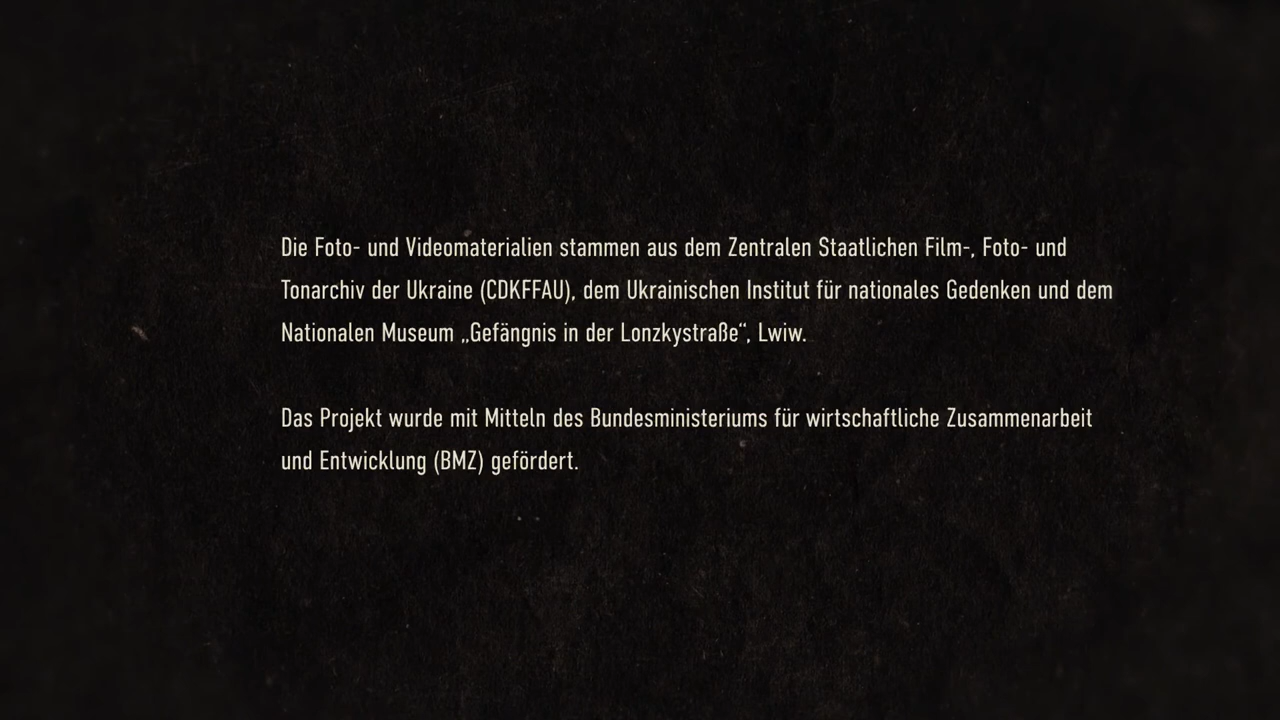 Die Foto- und Videomaterialien stammen aus dem Zentralen Staatlichen Film-, Foto- und
Tonarchiv der Ukraine (CDKFFAU), dem Ukrainischen Institut für nationales Gedenken und dem
Nationalen Museum „Gefängnis in der Lonzkystraße“, Lwiw.
Das Projekt wurde mit Mitteln des Bundesministeriums für wirtschaftliche Zusammenarbeit
und Entwicklung (BMZ) gefördert.